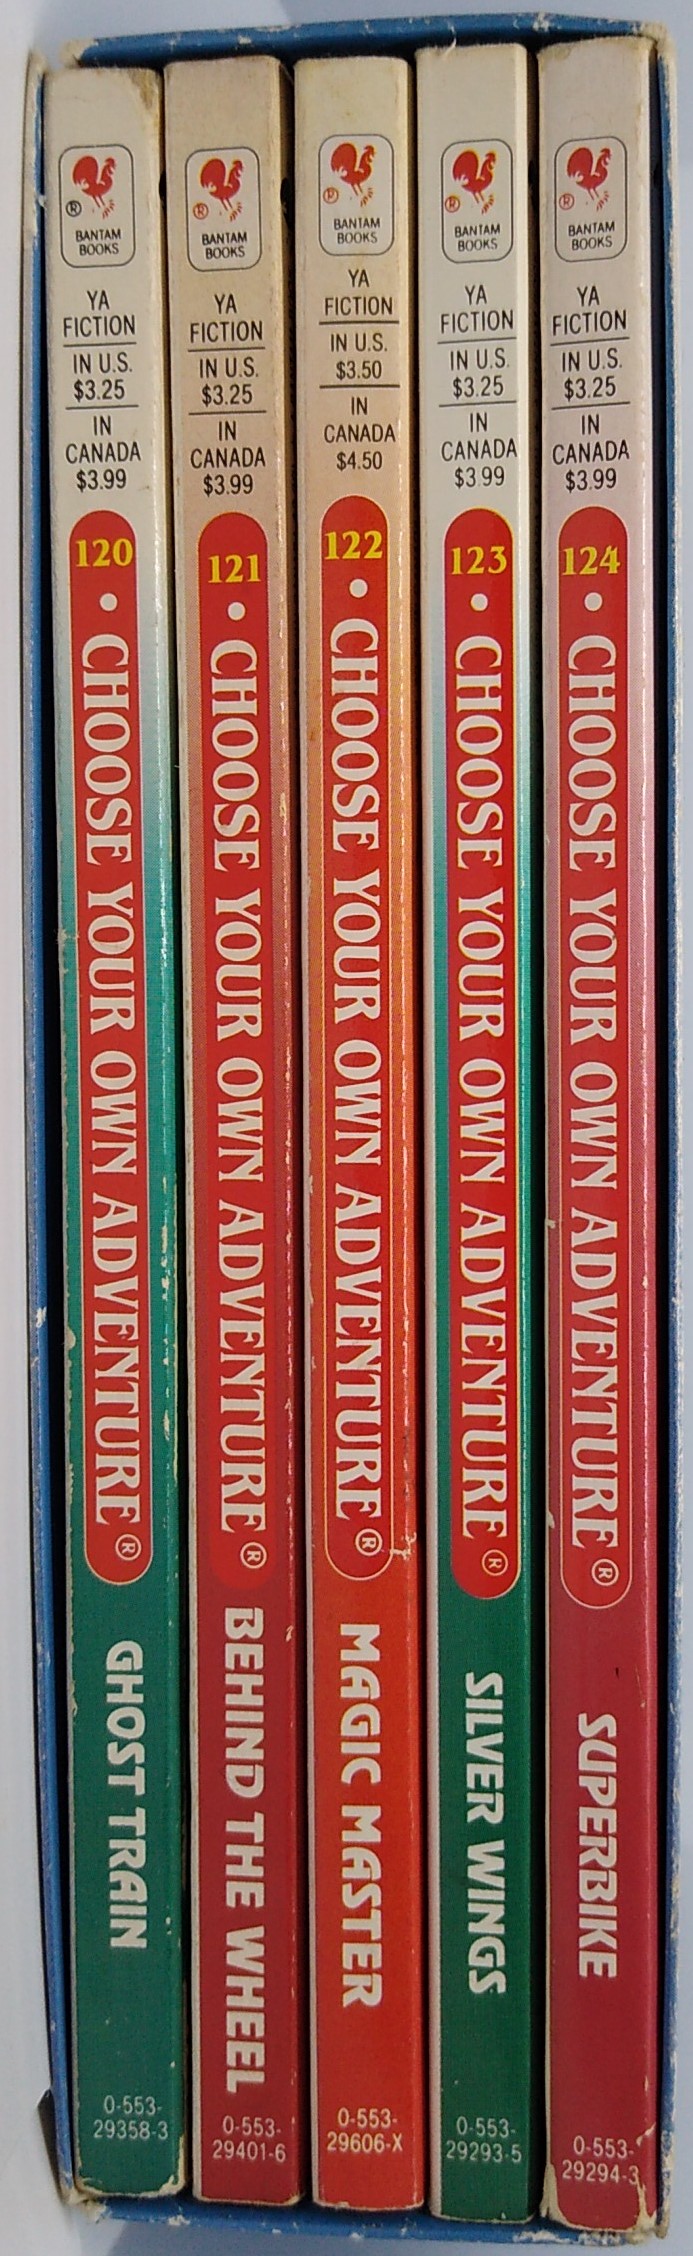 ®
BANTAM
BOOKS
YA
FICTION
IN U.S.
$3.25
IN
CANADA
$3.99
120 • CHOOSE YOUR OWN ADVENTURE®
GHOST TRAIN
0-553-
29358-3
®
BANTAM
BOOKS
YA
FICTION
IN U.S.
$3.25
IN
CANADA
$3.99
121 • CHOOSE YOUR OWN ADVENTURE®
BEHIND THE WHEEL
0-553-
29401-6
®
BANTAM
BOOKS
YA
FICTION
IN U.S.
$3.50
IN
CANADA
$4.50
122 • CHOOSE YOUR OWN ADVENTURE®
MAGIC MASTER
0-553-
29606-X
®
BANTAM
BOOKS
YA
FICTION
IN U.S.
$3.25
IN
CANADA
$3.99
123 • CHOOSE YOUR OWN ADVENTURE®
SILVER WINGS
0-553-
29293-5
®
BANTAM
BOOKS
YA
FICTION
IN U.S.
$3.25
IN
CANADA
$3.99
124 • CHOOSE YOUR OWN ADVENTURE®
SUPERBIKE
0-553-
29294-3